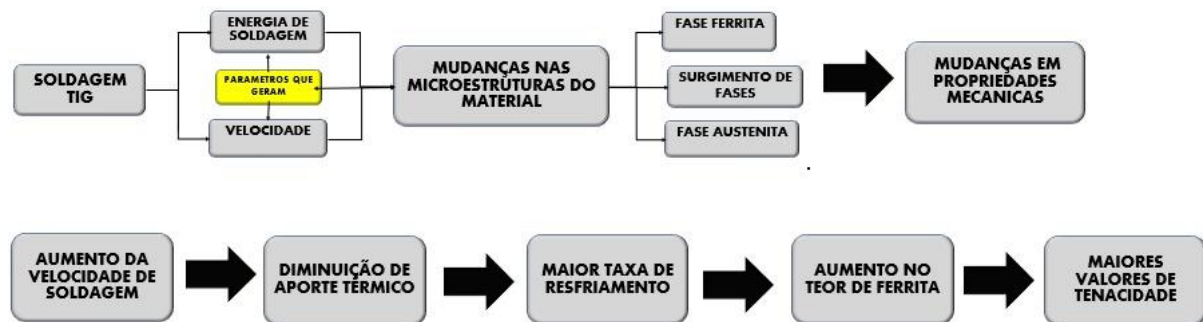 SOLDAGEM
TIG
ENERGIA DE
SOLDAGEM
PARAMETROS QUE
GERAM
VELOCIDADE
MUDANÇAS NAS
MICROESTRUTURAS DO
MATERIAL
FASE FERRITA
SURGIMENTO DE
FASES
FASE AUSTENITA
MUDANÇAS EM
PROPRIEDADES
MECANICAS
.
AUMENTO DA
VELOCIDADE DE
SOLDAGEM
DIMINUIÇÃO DE
APORTE TÉRMICO
MAIOR TAXA DE
RESFRIAMENTO
AUMENTO NO
TEOR DE FERRITA
MAIORES
VALORES DE
TENACIDADE